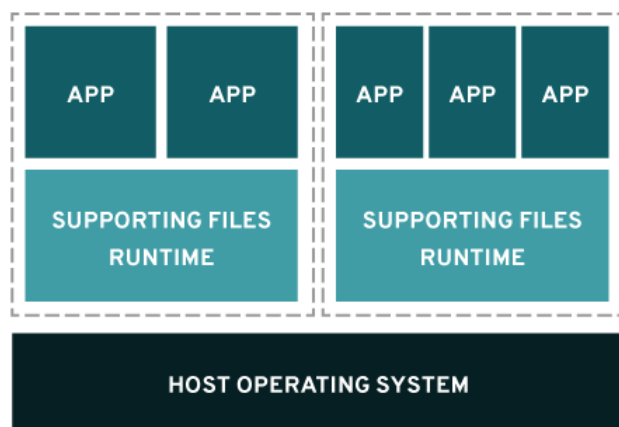 APP
APP
APP
APP
APP
SUPPORTING FILES
RUNTIME
SUPPORTING FILES
RUNTIME
HOST OPERATING SYSTEM